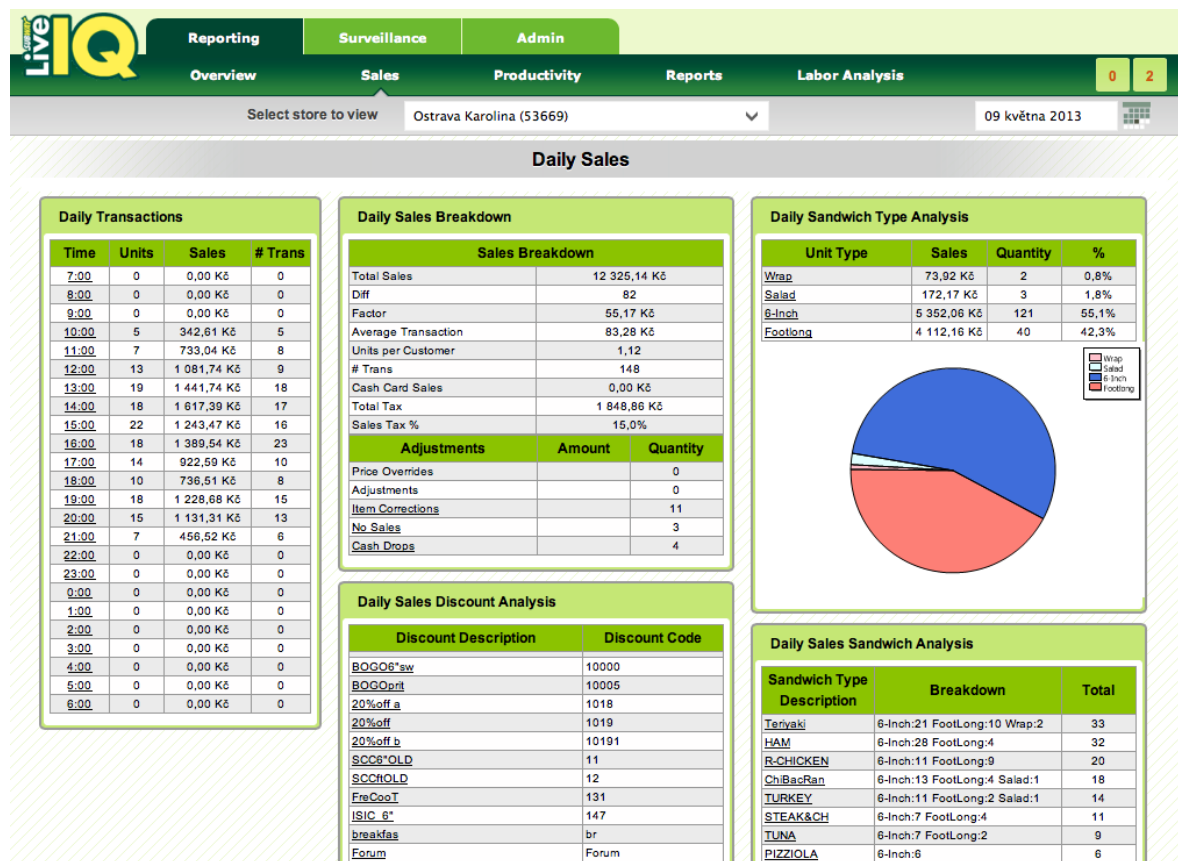 SUBWAY
Live IQ
Reporting Surveillance Admin
Overview Sales Productivity Reports Labor Analysis 0 2
Select store to view Ostrava Karolina (53669) 09 května 2013
Daily Sales
Daily Transactions
Time Units Sales # Trans
7:00 0 0,00 Kč 0
8:00 0 0,00 Kč 0
9:00 0 0,00 Kč 0
10:00 5 342,61 Kč 5
11:00 7 733,04 Kč 8
12:00 13 1 081,74 Kč 9
13:00 19 1 441,74 Kč 18
14:00 18 1 617,39 Kč 17
15:00 22 1 243,47 Kč 16
16:00 18 1 389,54 Kč 23
17:00 14 922,59 Kč 10
18:00 10 736,51 Kč 8
19:00 18 1 228,68 Kč 15
20:00 15 1 131,31 Kč 13
21:00 7 456,52 Kč 6
22:00 0 0,00 Kč 0
23:00 0 0,00 Kč 0
0:00 0 0,00 Kč 0
1:00 0 0,00 Kč 0
2:00 0 0,00 Kč 0
3:00 0 0,00 Kč 0
4:00 0 0,00 Kč 0
5:00 0 0,00 Kč 0
6:00 0 0,00 Kč 0
Daily Sales Breakdown
Sales Breakdown
Total Sales 12 325,14 Kč
Diff 82
Factor 55,17 Kč
Average Transaction 83,28 Kč
Units per Customer 1,12
# Trans 148
Cash Card Sales 0,00 Kč
Total Tax 1 848,86 Kč
Sales Tax % 15,0%
Adjustments Amount Quantity
Price Overrides 0
Adjustments 0
Item Corrections 11
No Sales 3
Cash Drops 4
Daily Sales Discount Analysis
Discount Description Discount Code
BOGO6"sw 10000
BOGOprit 10005
20%off a 1018
20%off 1019
20%off b 10191
SCC6"OLD 11
SCCftOLD 12
FreCooT 131
ISIC 6" 147
breakfas br
Forum Forum
Daily Sandwich Type Analysis
Unit Type Sales Quantity %
Wrap 73,92 Kč 2 0,8%
Salad 172,17 Kč 3 1,8%
6-Inch 5 352,06 Kč 121 55,1%
Footlong 4 112,16 Kč 40 42,3%
Wrap
Salad
6-Inch
Footlong
Daily Sales Sandwich Analysis
Sandwich Type Description Breakdown Total
Teriyaki 6-Inch:21 FootLong:10 Wrap:2 33
HAM 6-Inch:28 FootLong:4 32
R-CHICKEN 6-Inch:11 FootLong:9 20
ChiBacRan 6-Inch:13 FootLong:4 Salad:1 18
TURKEY 6-Inch:11 FootLong:2 Salad:1 14
STEAK&CH 6-Inch:7 FootLong:4 11
TUNA 6-Inch:7 FootLong:2 9
PIZZIOLA 6-Inch:6 6